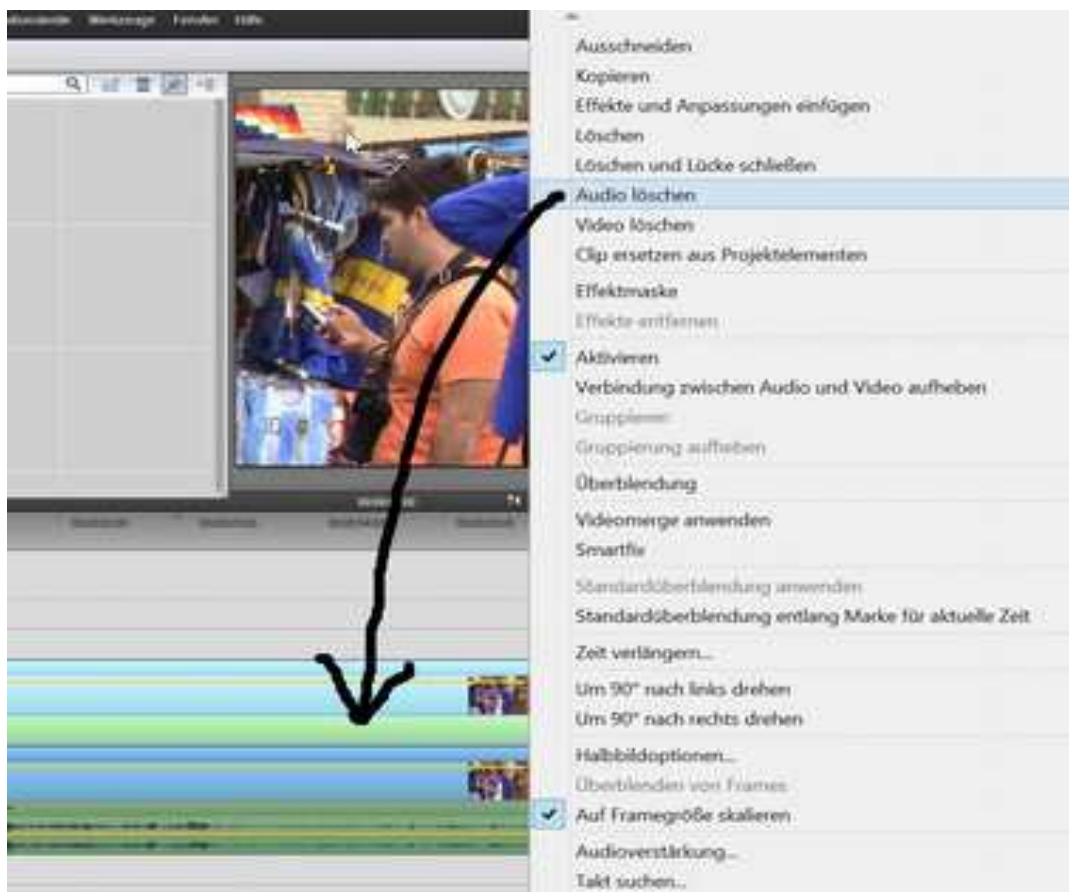 Werkzeuge Fenster Hilfe
Ausschneiden
Kopieren
Effekte und Anpassungen einfügen
Löschen
Löschen und Lücke schließen
Audio löschen
Video löschen
Clip ersetzen aus Projektelementen
Effektmaske
Effekte entfernen
Aktivieren
Verbindung zwischen Audio und Video aufheben
Gruppieren
Gruppierung aufheben
Überblendung
Videomerge anwenden
Smartfix
Standardüberblendung anwenden
Standardüberblendung entlang Marke für aktuelle Zeit
Zeit verlängern...
Um 90° nach links drehen
Um 90° nach rechts drehen
Halbbildoptionen...
Überblenden von Frames
Auf Framegröße skalieren
Audioverstärkung...
Takt suchen...